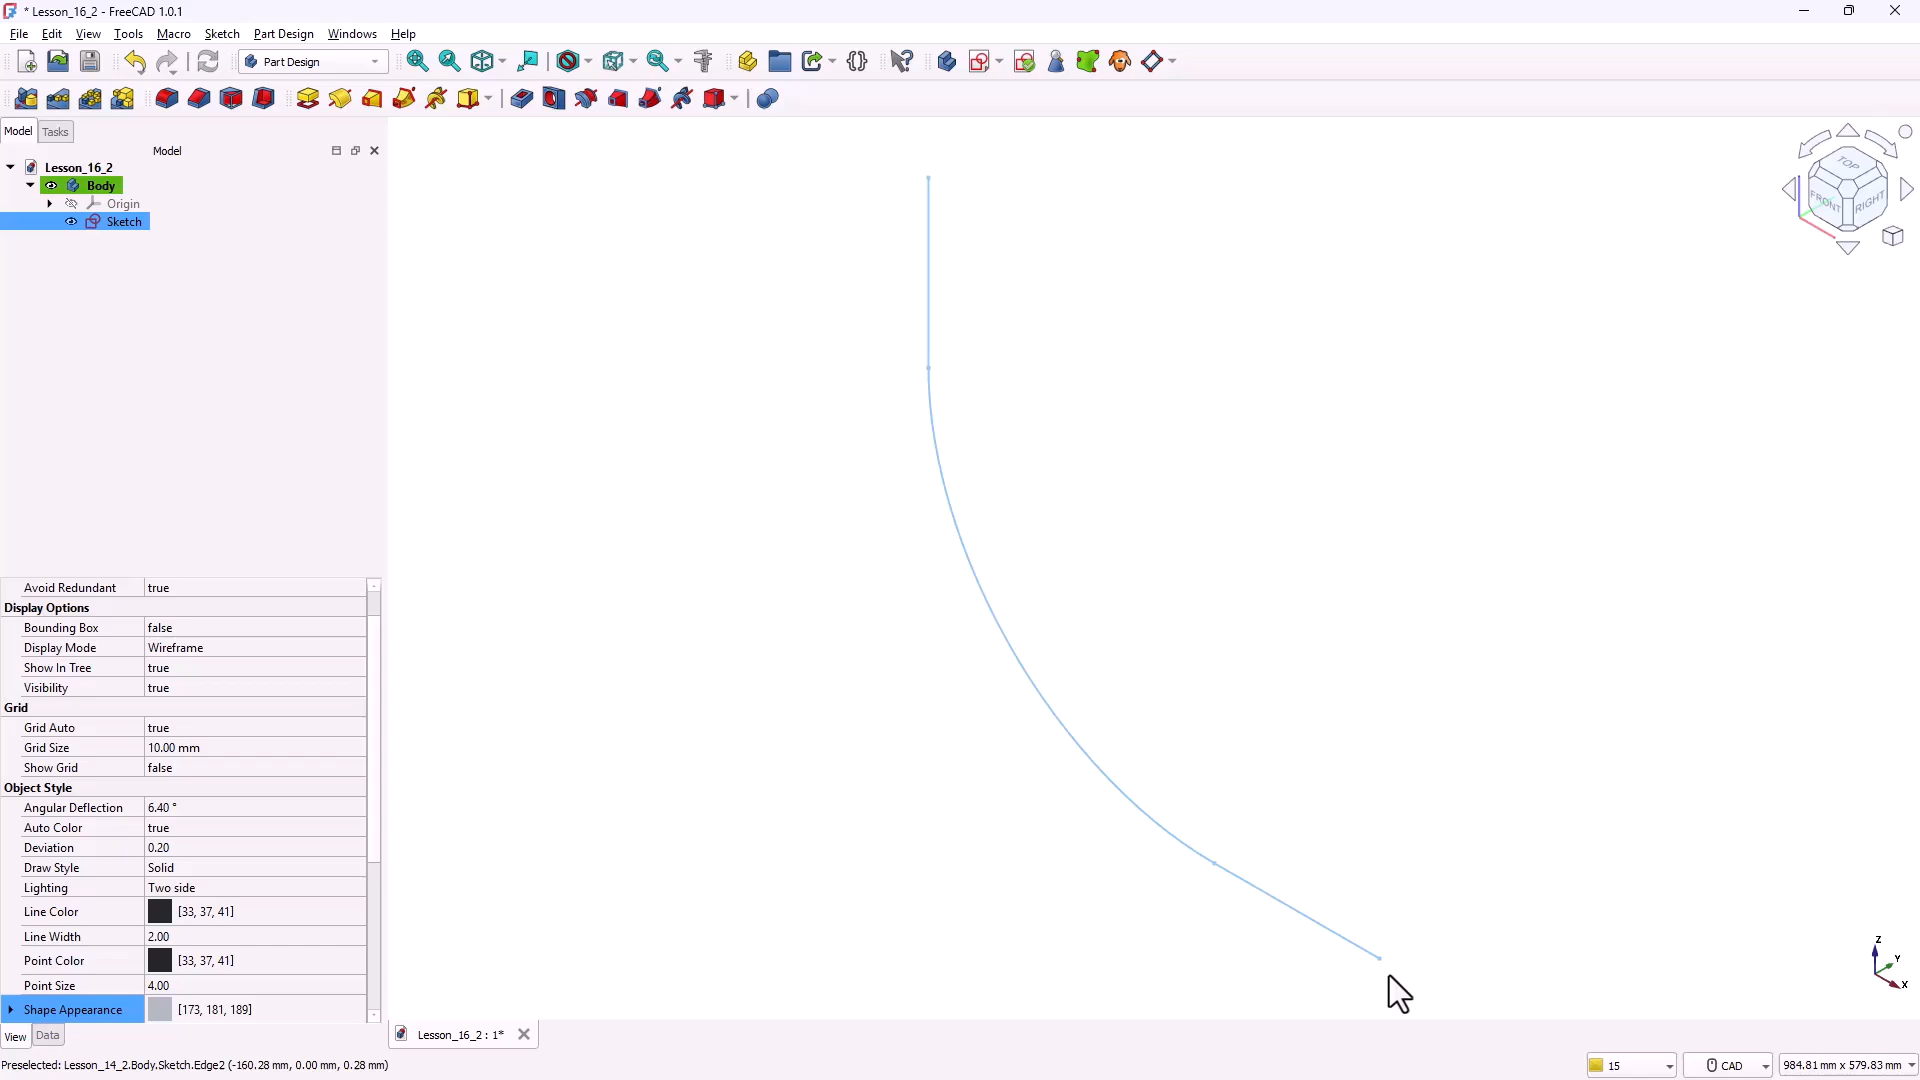 * Lesson_16_2 - FreeCAD 1.0.1
File Edit View Tools Macro Sketch Part Design Windows Help
Part Design
Model Tasks
Model
Lesson_16_2
Body
Origin
Sketch
TOP
FRONT
RIGHT
Avoid Redundant true
Display Options
Bounding Box false
Display Mode Wireframe
Show In Tree true
Visibility true
Grid
Grid Auto true
Grid Size 10.00 mm
Show Grid false
Object Style
Angular Deflection 6.40 °
Auto Color true
Deviation 0.20
Draw Style Solid
Lighting Two side
Line Color [33, 37, 41]
Line Width 2.00
Point Color [33, 37, 41]
Point Size 4.00
Shape Appearance [173, 181, 189]
Z
Y
X
View Data
Lesson_16_2 : 1*
Preselected: Lesson_14_2.Body.Sketch.Edge2 (-160.28 mm, 0.00 mm, 0.28 mm)
15
CAD
984.81 mm x 579.83 mm